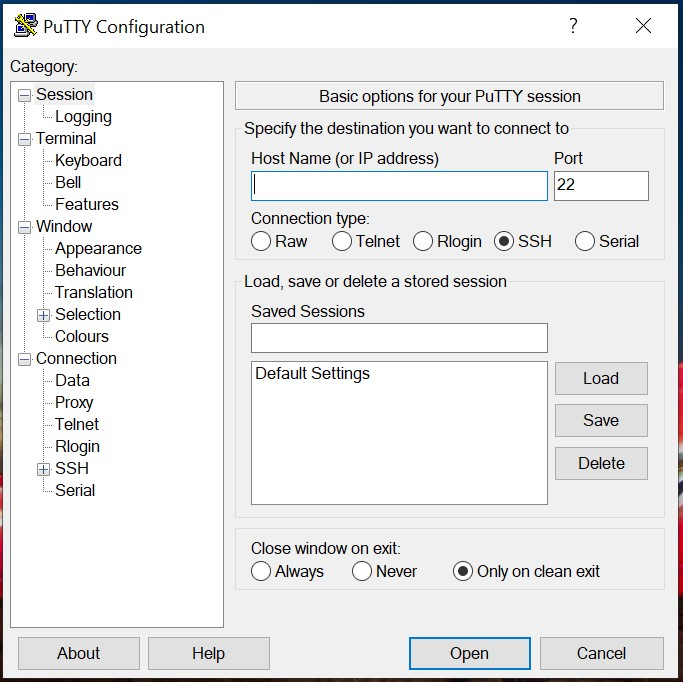 PuTTY Configuration
?
Category:
Session
Logging
Terminal
Keyboard
Bell
Features
Window
Appearance
Behaviour
Translation
Selection
Colours
Connection
Data
Proxy
Telnet
Rlogin
SSH
Serial
Basic options for your PuTTY session
Specify the destination you want to connect to
Host Name (or IP address) Port
22
Connection type:
Raw Telnet Rlogin SSH Serial
Load, save or delete a stored session
Saved Sessions
Default Settings
Load
Save
Delete
Close window on exit:
Always Never Only on clean exit
About Help Open Cancel